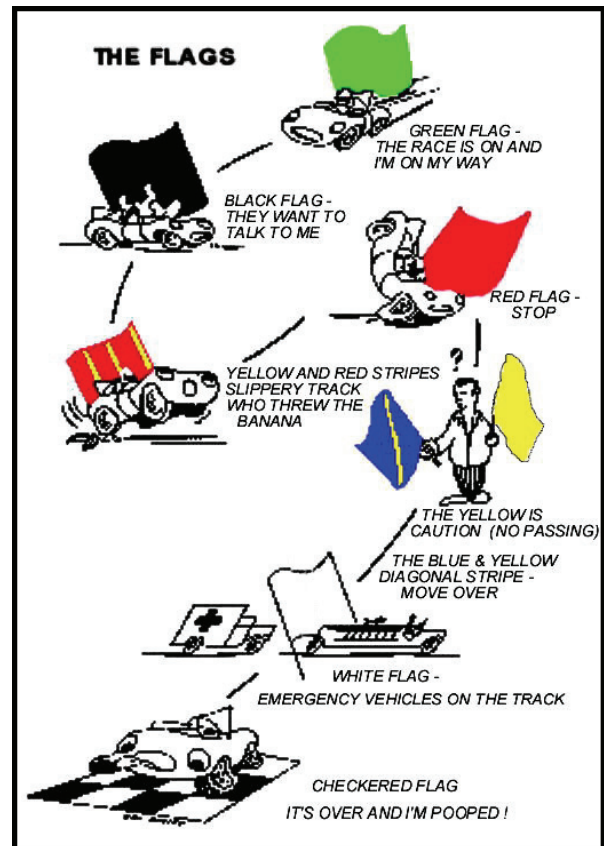 THE FLAGS
GREEN FLAG -
THE RACE IS ON AND
I'M ON MY WAY
BLACK FLAG -
THEY WANT TO
TALK TO ME
RED FLAG -
STOP
YELLOW AND RED STRIPES
SLIPPERY TRACK
WHO THREW THE
BANANA
?
THE YELLOW IS
CAUTION (NO PASSING)
THE BLUE & YELLOW
DIAGONAL STRIPE -
MOVE OVER
WHITE FLAG -
EMERGENCY VEHICLES ON THE TRACK
CHECKERED FLAG
IT'S OVER AND I'M POOPED !